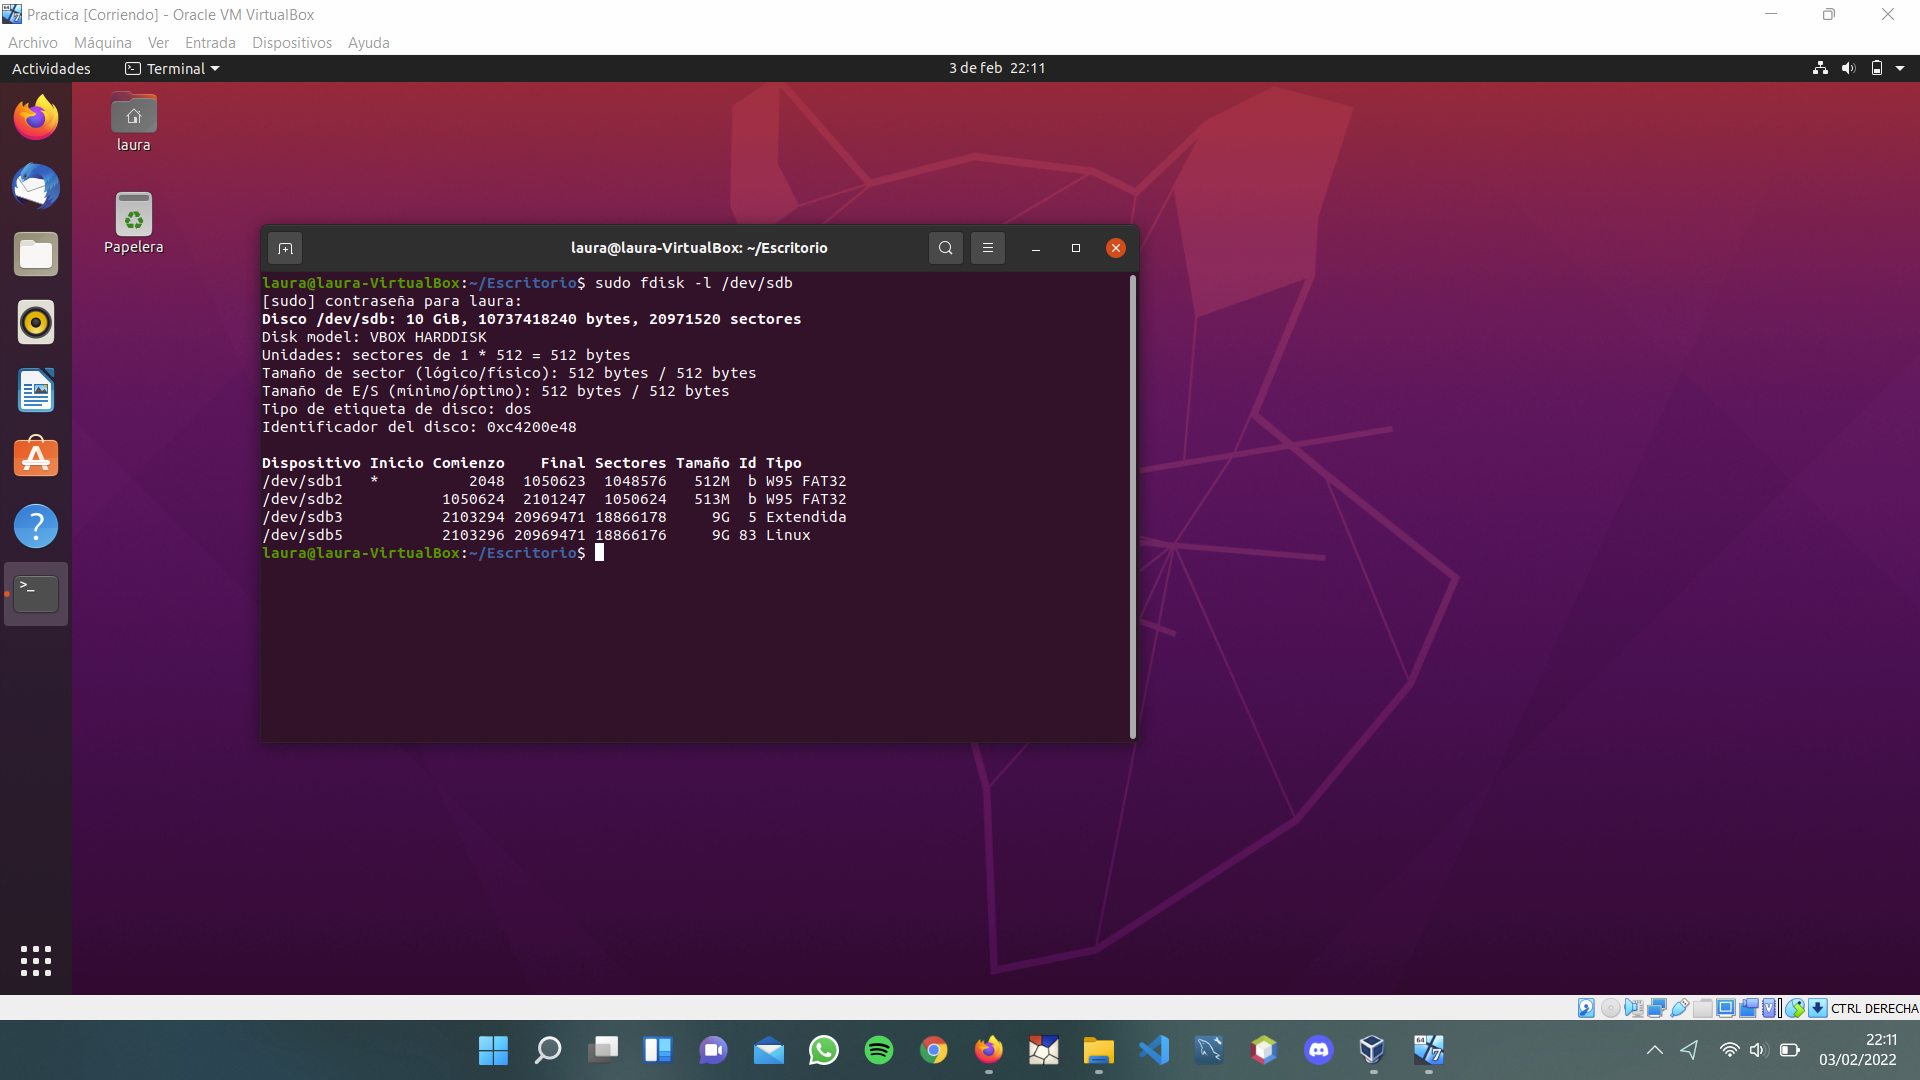 Practica [Corriendo] - Oracle VM VirtualBox
Archivo Máquina Ver Entrada Dispositivos Ayuda
Actividades Terminal 3 de feb 22:11
laura
Papelera
laura@laura-VirtualBox: ~/Escritorio
laura@laura-VirtualBox:~/Escritorio$ sudo fdisk -l /dev/sdb
[sudo] contraseña para laura:
Disco /dev/sdb: 10 GiB, 10737418240 bytes, 20971520 sectores
Disk model: VBOX HARDDISK
Unidades: sectores de 1 * 512 = 512 bytes
Tamaño de sector (lógico/físico): 512 bytes / 512 bytes
Tamaño de E/S (mínimo/óptimo): 512 bytes / 512 bytes
Tipo de etiqueta de disco: dos
Identificador del disco: 0xc4200e48
Dispositivo Inicio Comienzo Final Sectores Tamaño Id Tipo
/dev/sdb1 * 2048 1050623 1048576 512M b W95 FAT32
/dev/sdb2 1050624 2101247 1050624 513M b W95 FAT32
/dev/sdb3 2103294 20969471 18866178 9G 5 Extendida
/dev/sdb5 2103296 20969471 18866176 9G 83 Linux
laura@laura-VirtualBox:~/Escritorio$
CTRL DERECHA
22:11
03/02/2022